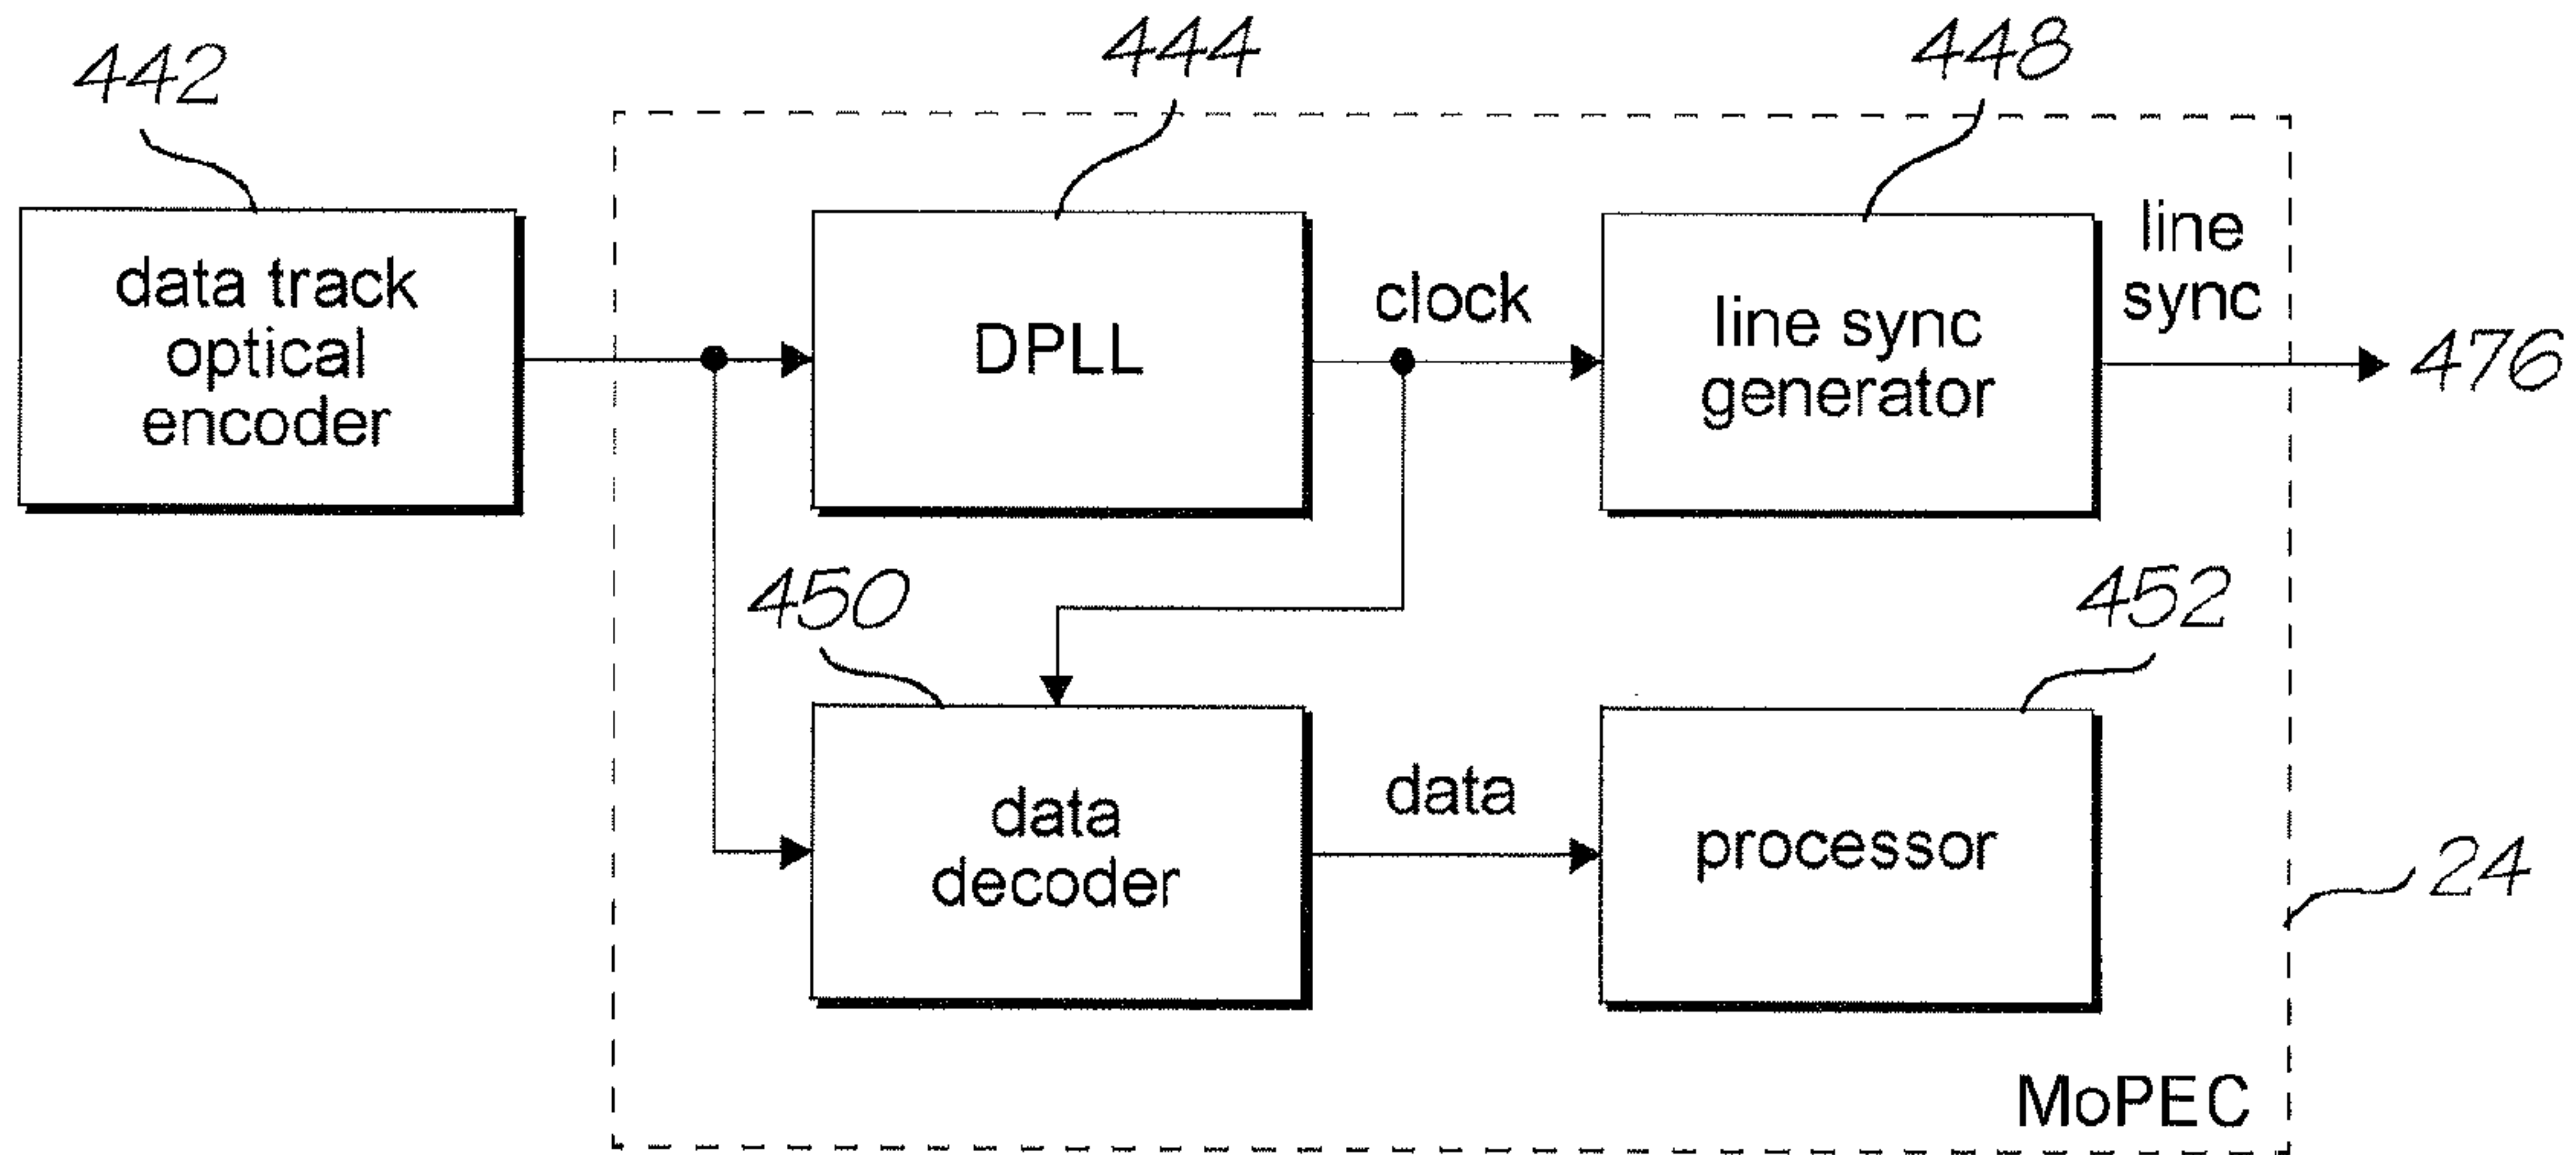 442
444
448
data track
optical
encoder
DPLL
clock
line sync
generator
line
sync
476
450
452
data
decoder
data
processor
24
MoPEC